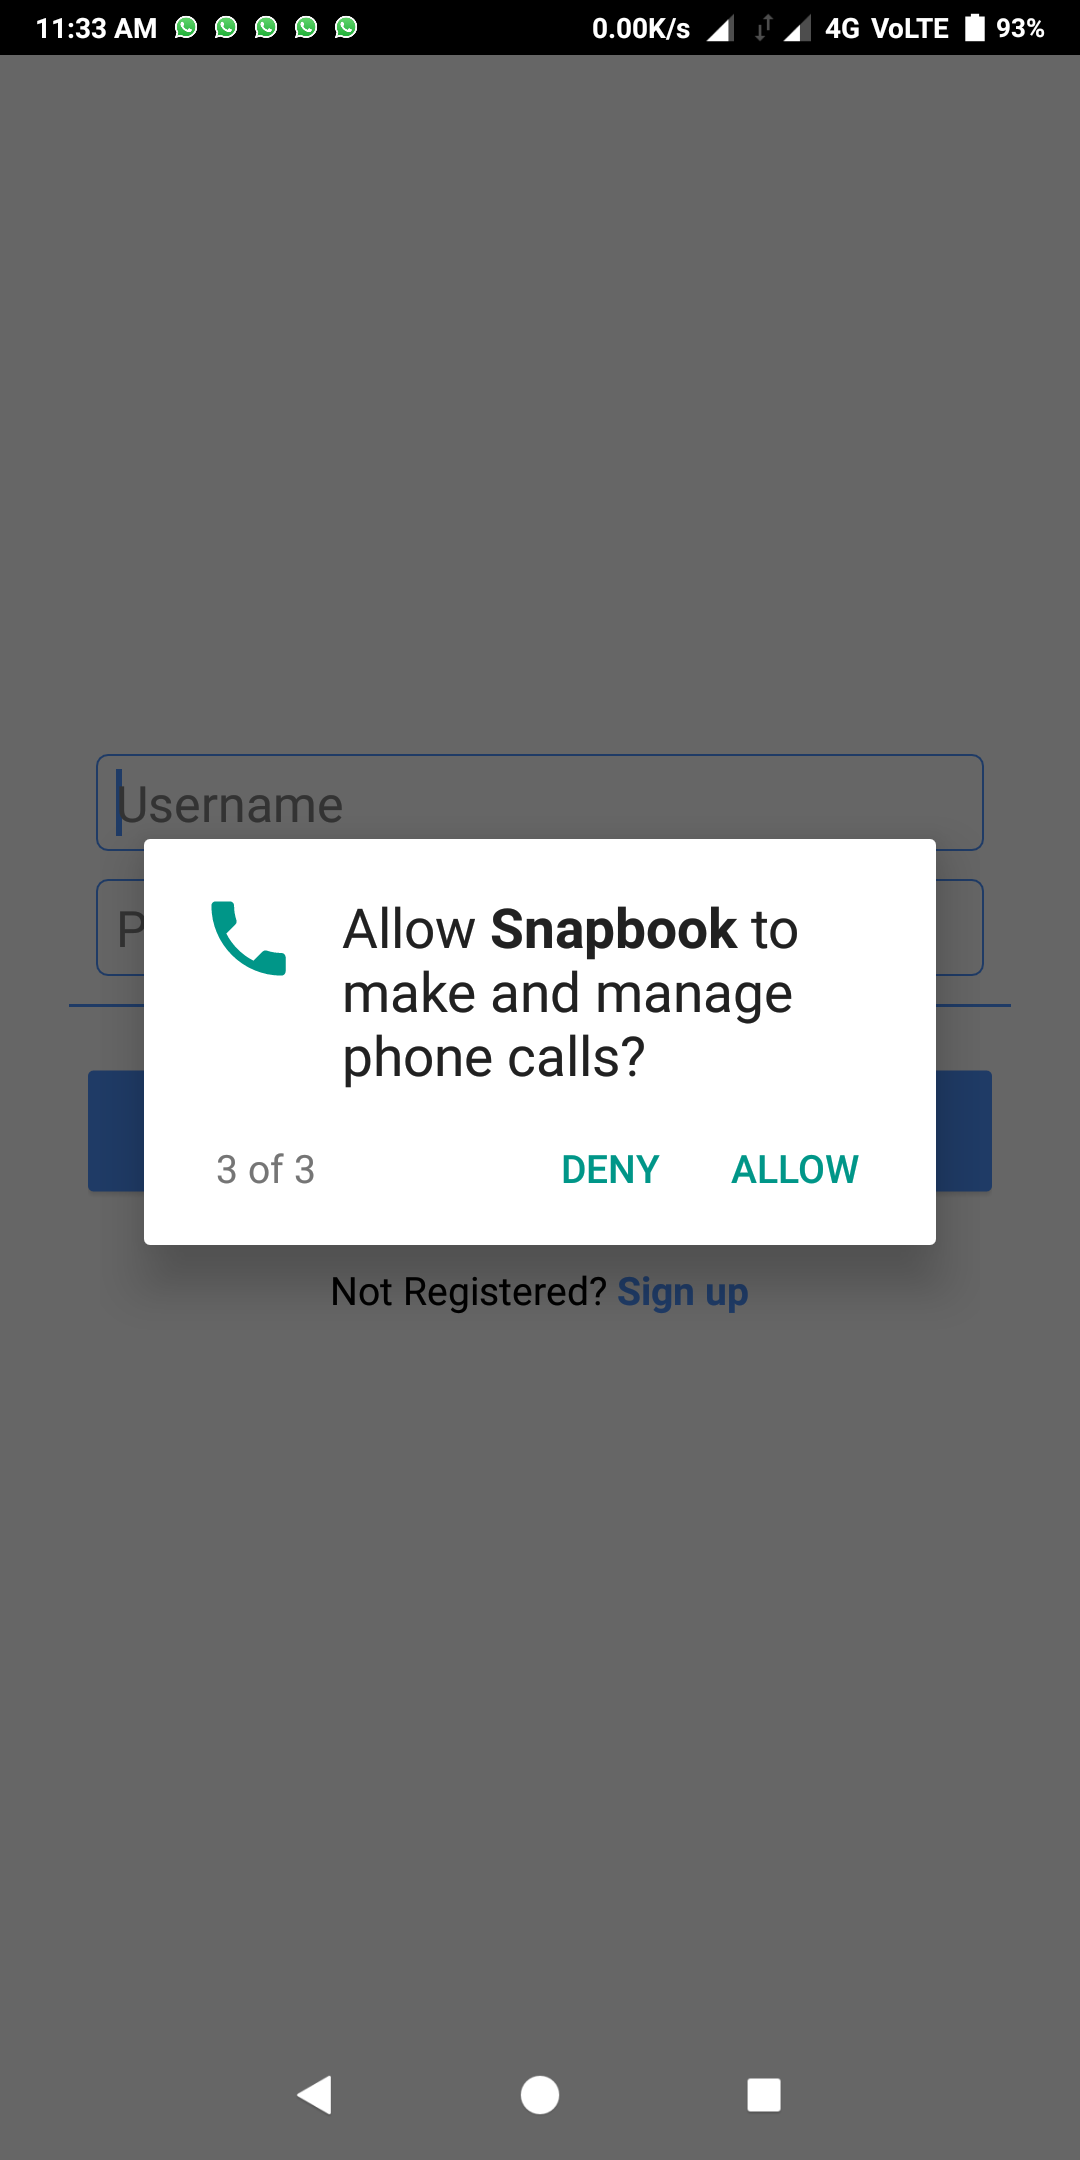 11:33 AM 0.00K/s 4G VoLTE 93%
Username
P
Allow Snapbook to
make and manage
phone calls?
3 of 3 DENY ALLOW
Not Registered? Sign up